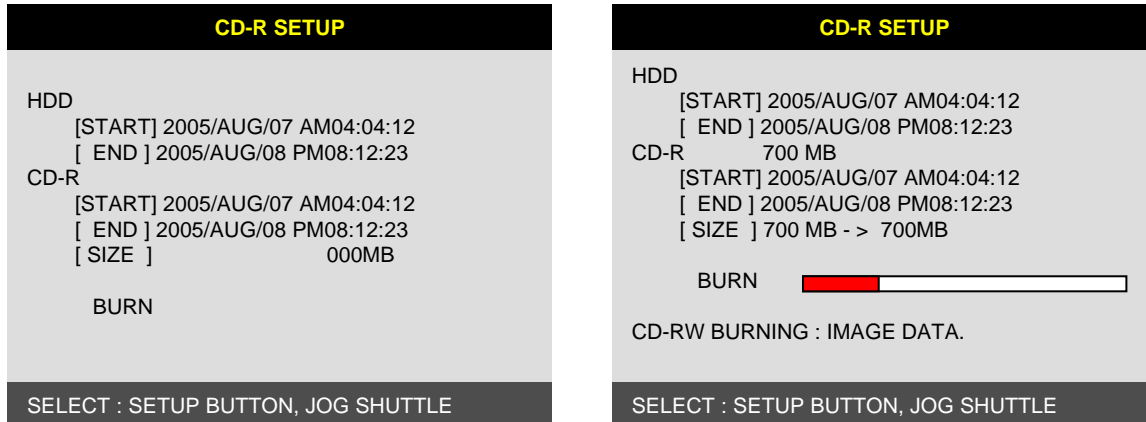 CD-R SETUP
HDD
[START] 2005/AUG/07 AM04:04:12
[ END ] 2005/AUG/08 PM08:12:23
CD-R
[START] 2005/AUG/07 AM04:04:12
[ END ] 2005/AUG/08 PM08:12:23
[ SIZE ] 000MB
BURN
SELECT : SETUP BUTTON, JOG SHUTTLE
CD-R SETUP
HDD
[START] 2005/AUG/07 AM04:04:12
[ END ] 2005/AUG/08 PM08:12:23
CD-R 700 MB
[START] 2005/AUG/07 AM04:04:12
[ END ] 2005/AUG/08 PM08:12:23
[ SIZE ] 700 MB - > 700MB
BURN
CD-RW BURNING : IMAGE DATA.
SELECT : SETUP BUTTON, JOG SHUTTLE